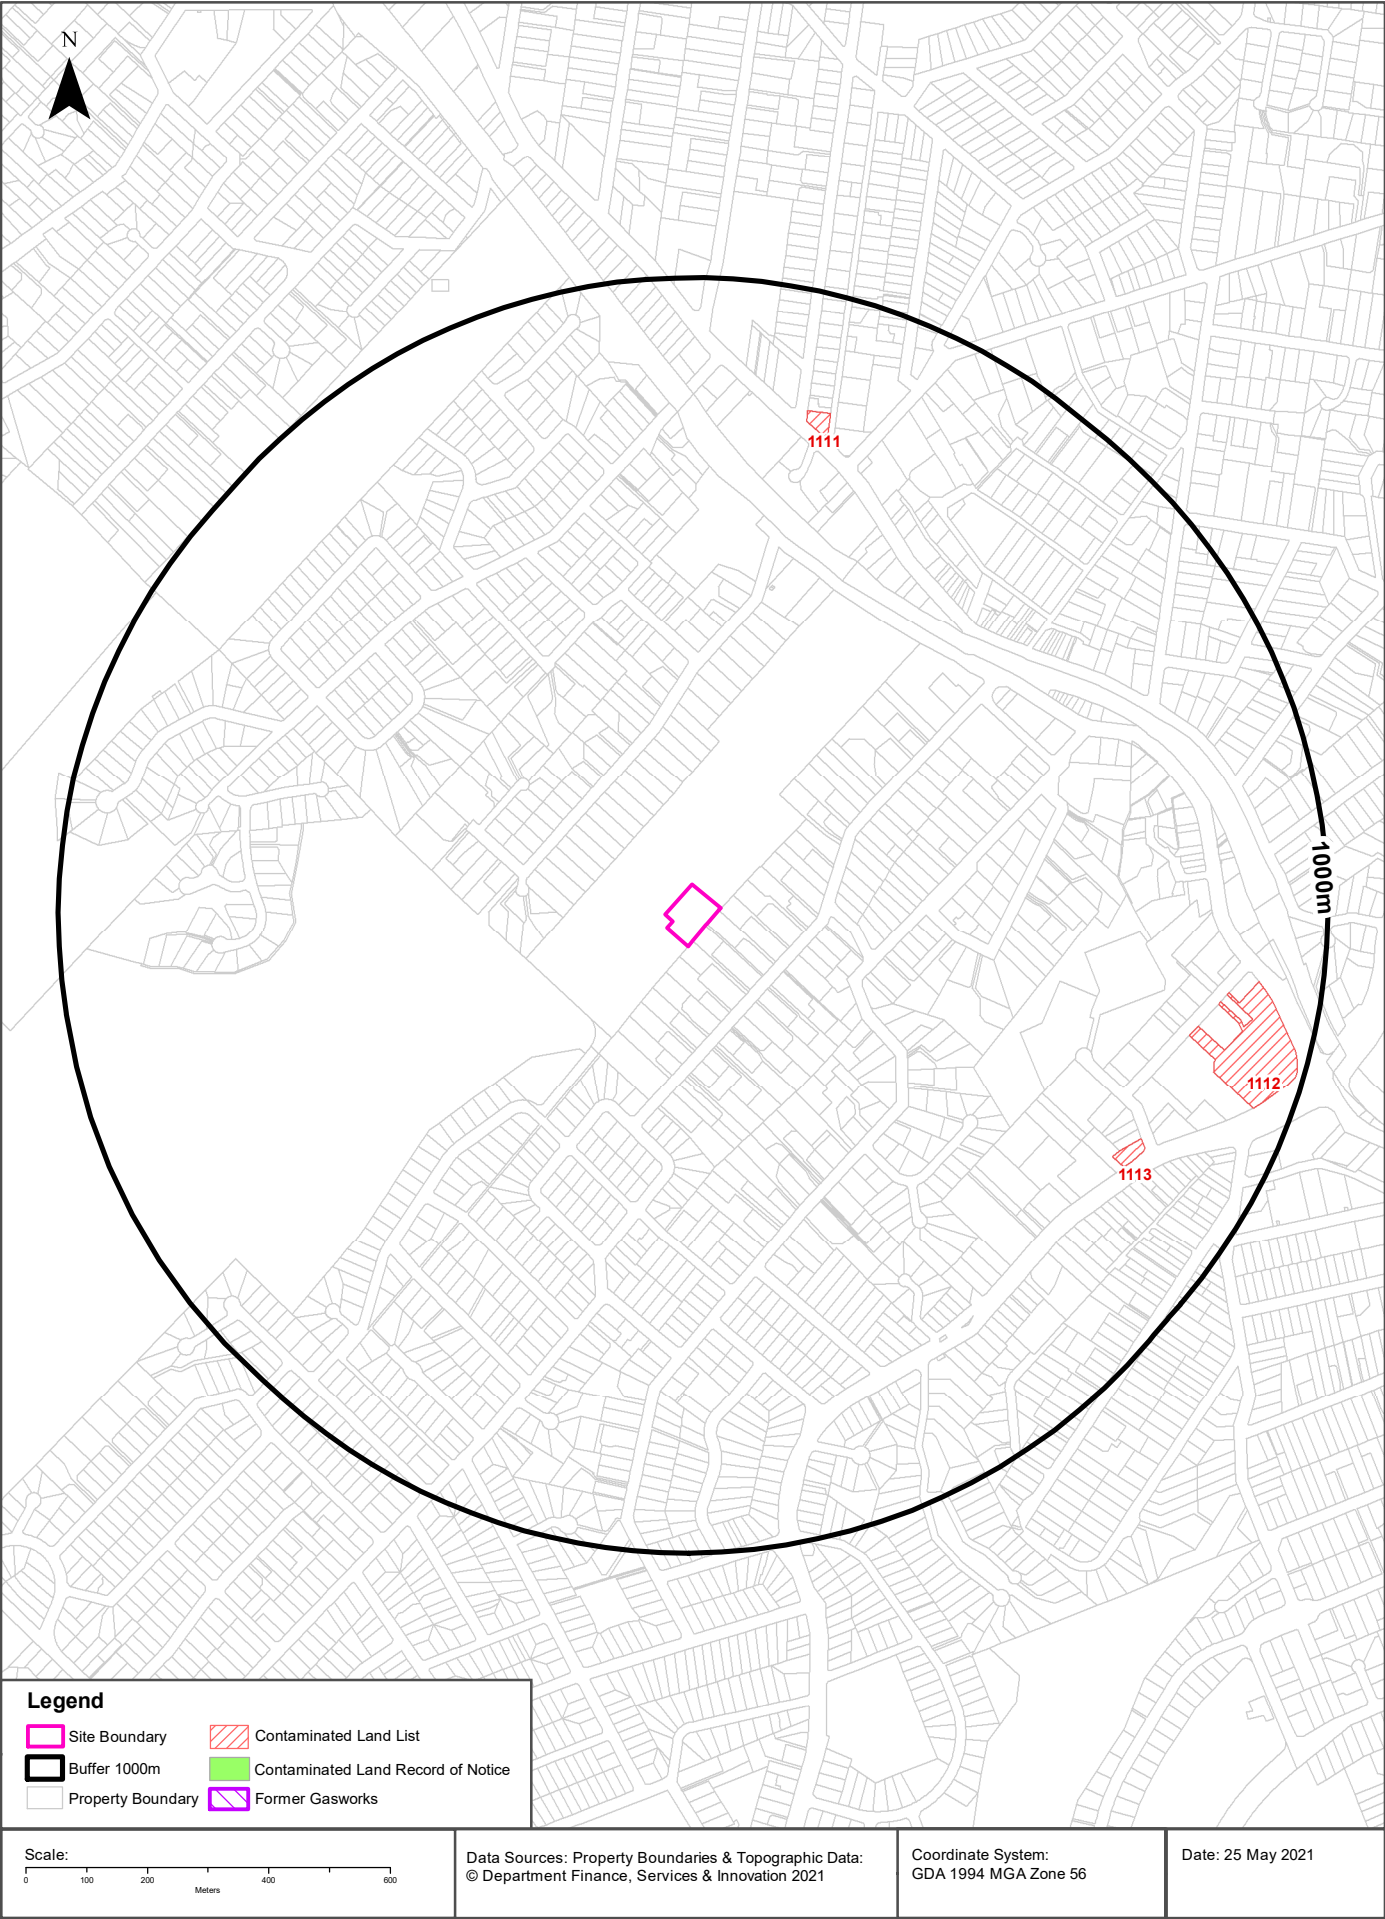 N
1111
1000m
1112
1113
Legend
Site Boundary
Contaminated Land List
Buffer 1000m
Contaminated Land Record of Notice
Property Boundary
Former Gasworks
Scale:
0 100 200 400 600
Meters
Data Sources: Property Boundaries & Topographic Data:
© Department Finance, Services & Innovation 2021
Coordinate System:
GDA 1994 MGA Zone 56
Date: 25 May 2021